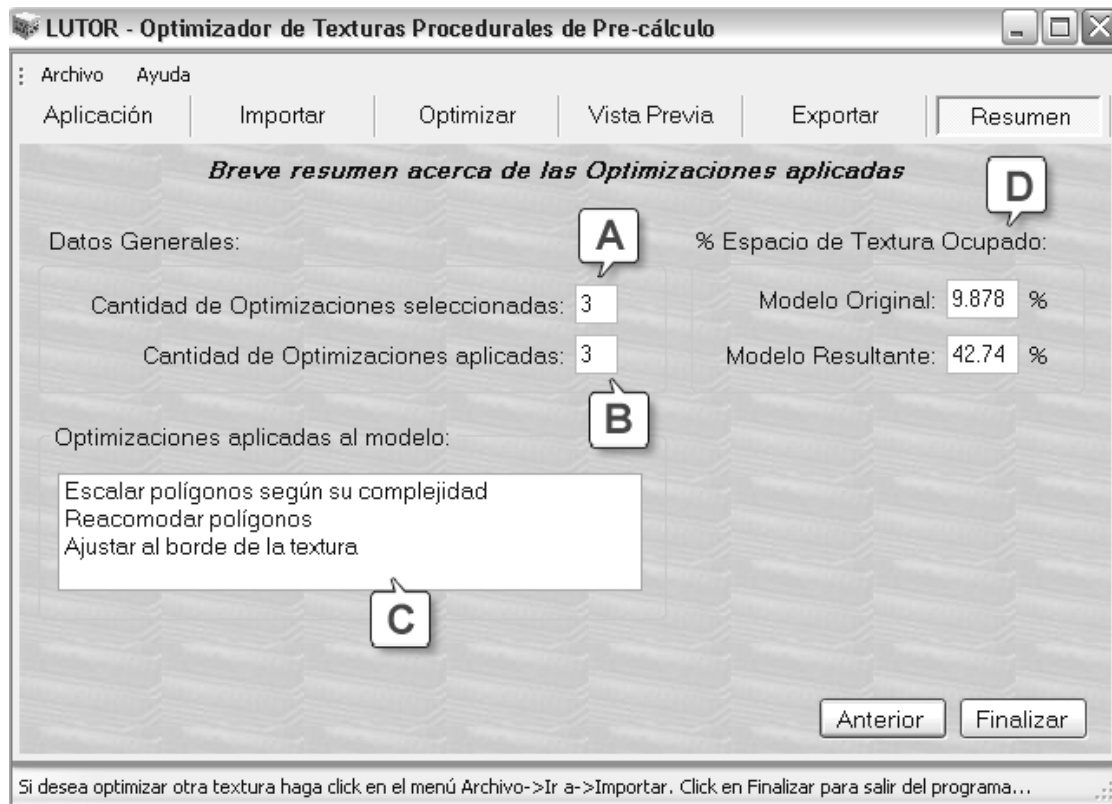 LUTOR - Optimizador de Texturas Procedurales de Pre-cálculo
Archivo Ayuda
Aplicación Importar Optimizar Vista Previa Exportar Resumen
Breve resumen acerca de las Optimizaciones aplicadas
D
A
Datos Generales:
% Espacio de Textura Ocupado:
Cantidad de Optimizaciones seleccionadas: 3
Modelo Original: 9.878 %
Cantidad de Optimizaciones aplicadas: 3
Modelo Resultante: 42.74 %
B
Optimizaciones aplicadas al modelo:
Escalar polígonos según su complejidad
Reacomodar polígonos
Ajustar al borde de la textura
C
Anterior Finalizar
Si desea optimizar otra textura haga click en el menú Archivo->Ir a->Importar. Click en Finalizar para salir del programa...